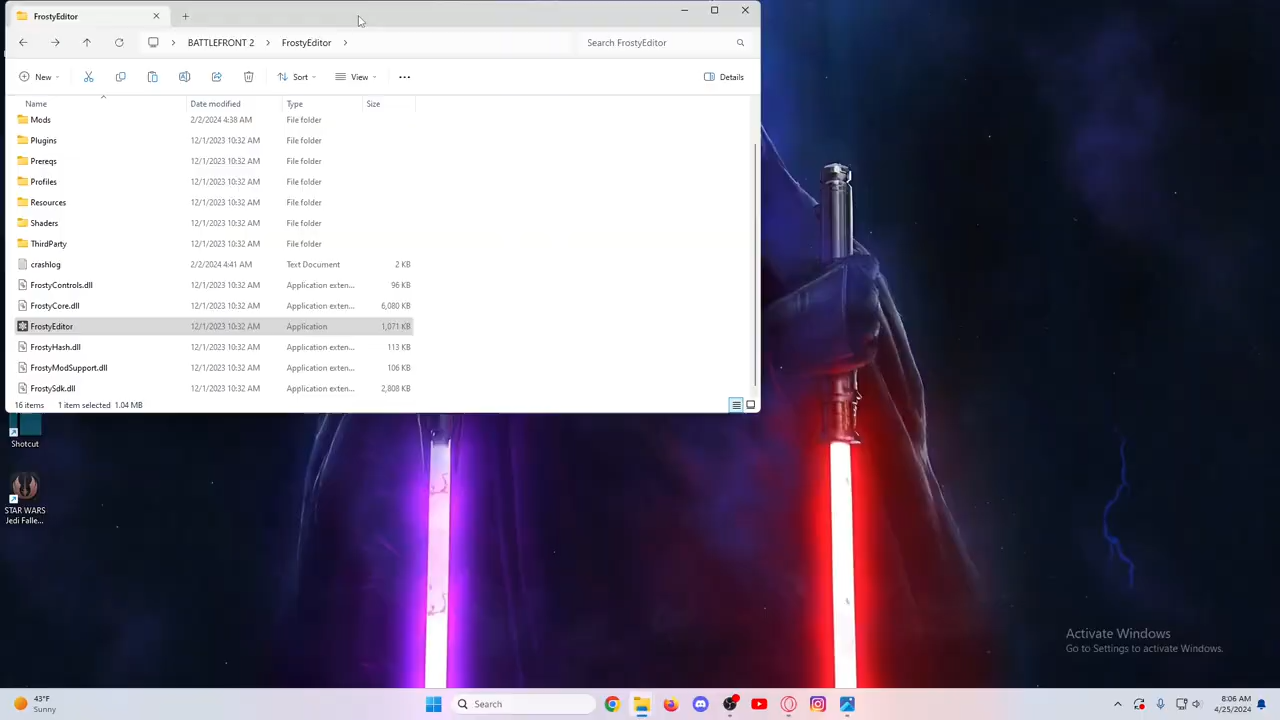 FrostyEditor
BATTLEFRONT 2 FrostyEditor Search FrostyEditor
New Sort View Details
Name Date modified Type Size
Mods 2/2/2024 4:38 AM File folder
Plugins 12/1/2023 10:32 AM File folder
Prereqs 12/1/2023 10:32 AM File folder
Profiles 12/1/2023 10:32 AM File folder
Resources 12/1/2023 10:32 AM File folder
Shaders 12/1/2023 10:32 AM File folder
ThirdParty 12/1/2023 10:32 AM File folder
crashlog 2/2/2024 4:41 AM Text Document 2 KB
FrostyControls.dll 12/1/2023 10:32 AM Application exten... 96 KB
FrostyCore.dll 12/1/2023 10:32 AM Application exten... 6,080 KB
FrostyEditor 12/1/2023 10:32 AM Application 1,071 KB
FrostyHash.dll 12/1/2023 10:32 AM Application exten... 113 KB
FrostyModSupport.dll 12/1/2023 10:32 AM Application exten... 106 KB
FrostySdk.dll 12/1/2023 10:32 AM Application exten... 2,808 KB
16 items 1 item selected 1.04 MB
Shotcut
STAR WARS
Jedi Falle...
Activate Windows
Go to Settings to activate Windows.
43°F
Sunny
Search
8:06 AM
4/25/2024